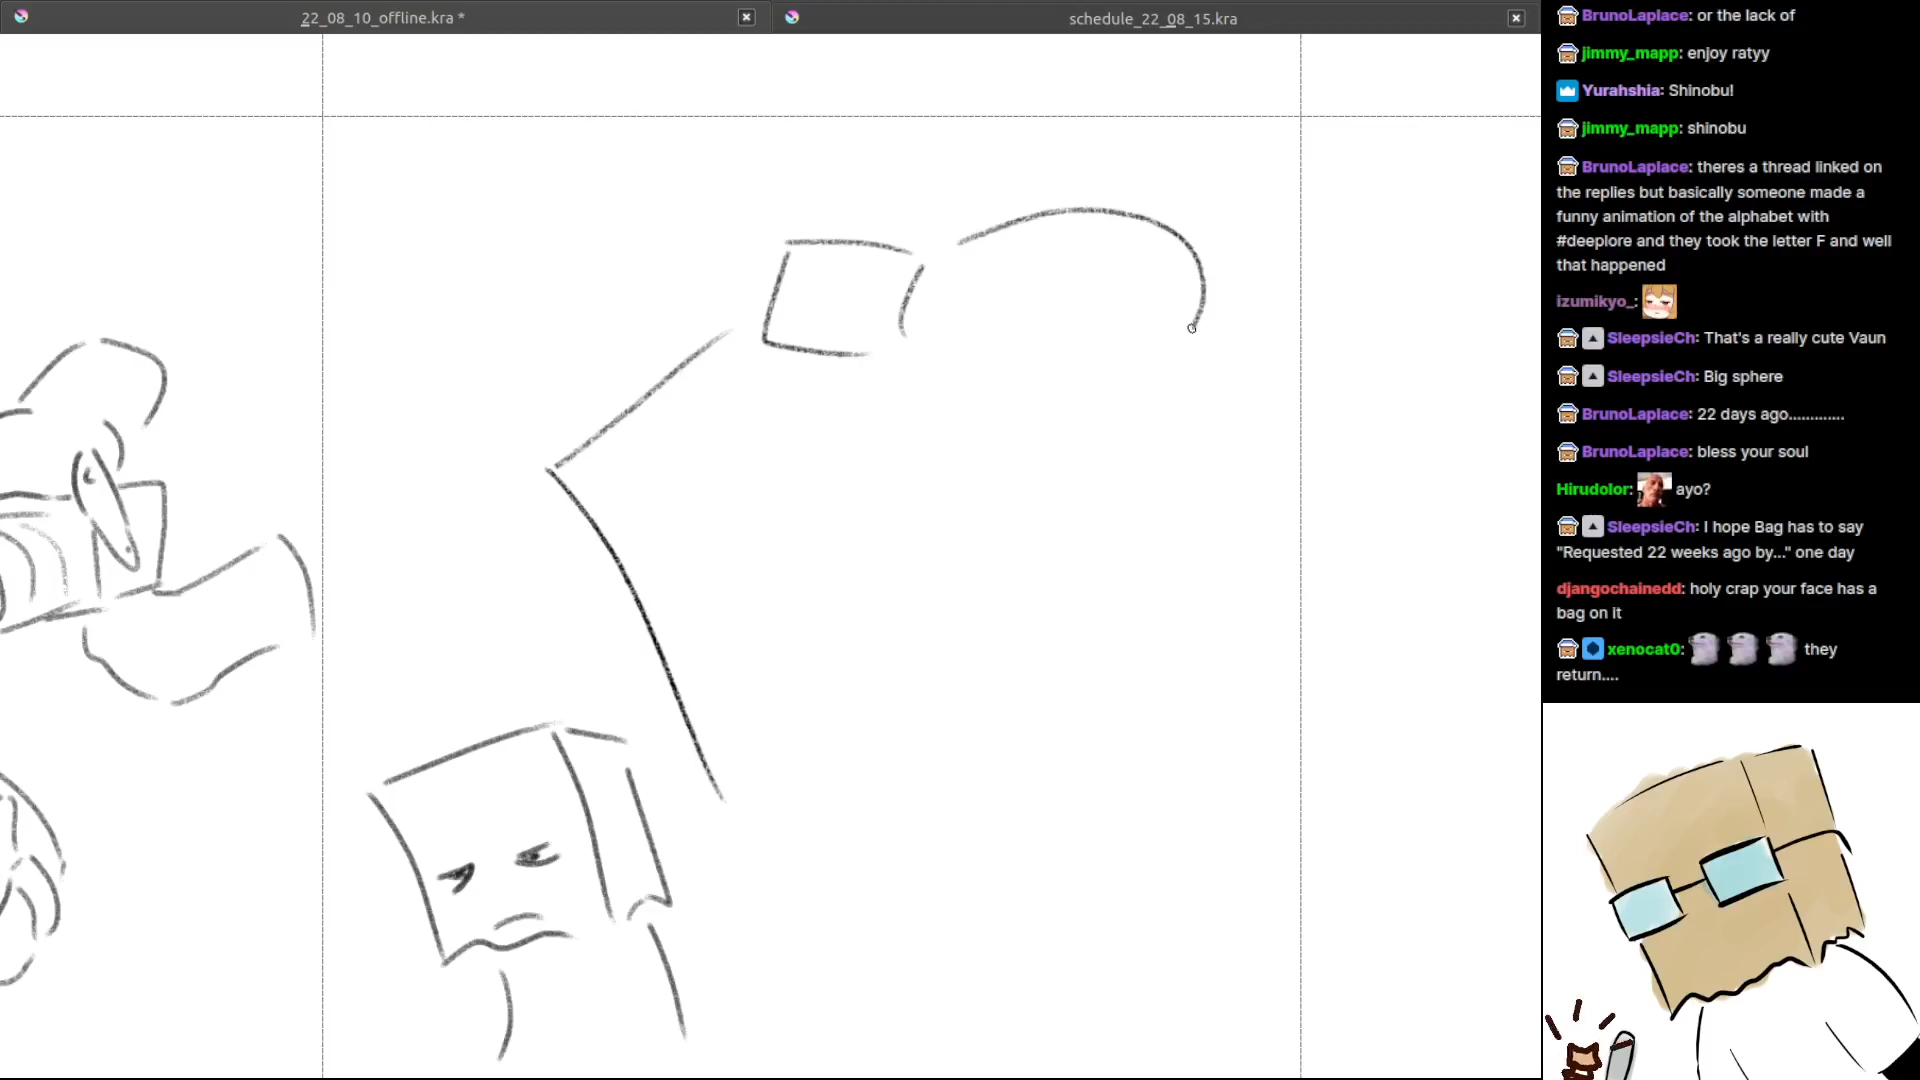 22_08_10_offline.kra *
schedule_22_08_15.kra
BrunoLaplace: or the lack of
jimmy_mapp: enjoy ratyy
Yurahshia: Shinobu!
jimmy_mapp: shinobu
BrunoLaplace: theres a thread linked on
the replies but basically someone made a
funny animation of the alphabet with
#deeplore and they took the letter F and well
that happened
izumikyo_:
SleepsieCh: That's a really cute Vaun
SleepsieCh: Big sphere
BrunoLaplace: 22 days ago.............
BrunoLaplace: bless your soul
Hirudolor: ayo?
SleepsieCh: I hope Bag has to say
"Requested 22 weeks ago by..." one day
djangochainedd: holy crap your face has a
bag on it
xenocat0: they
return....